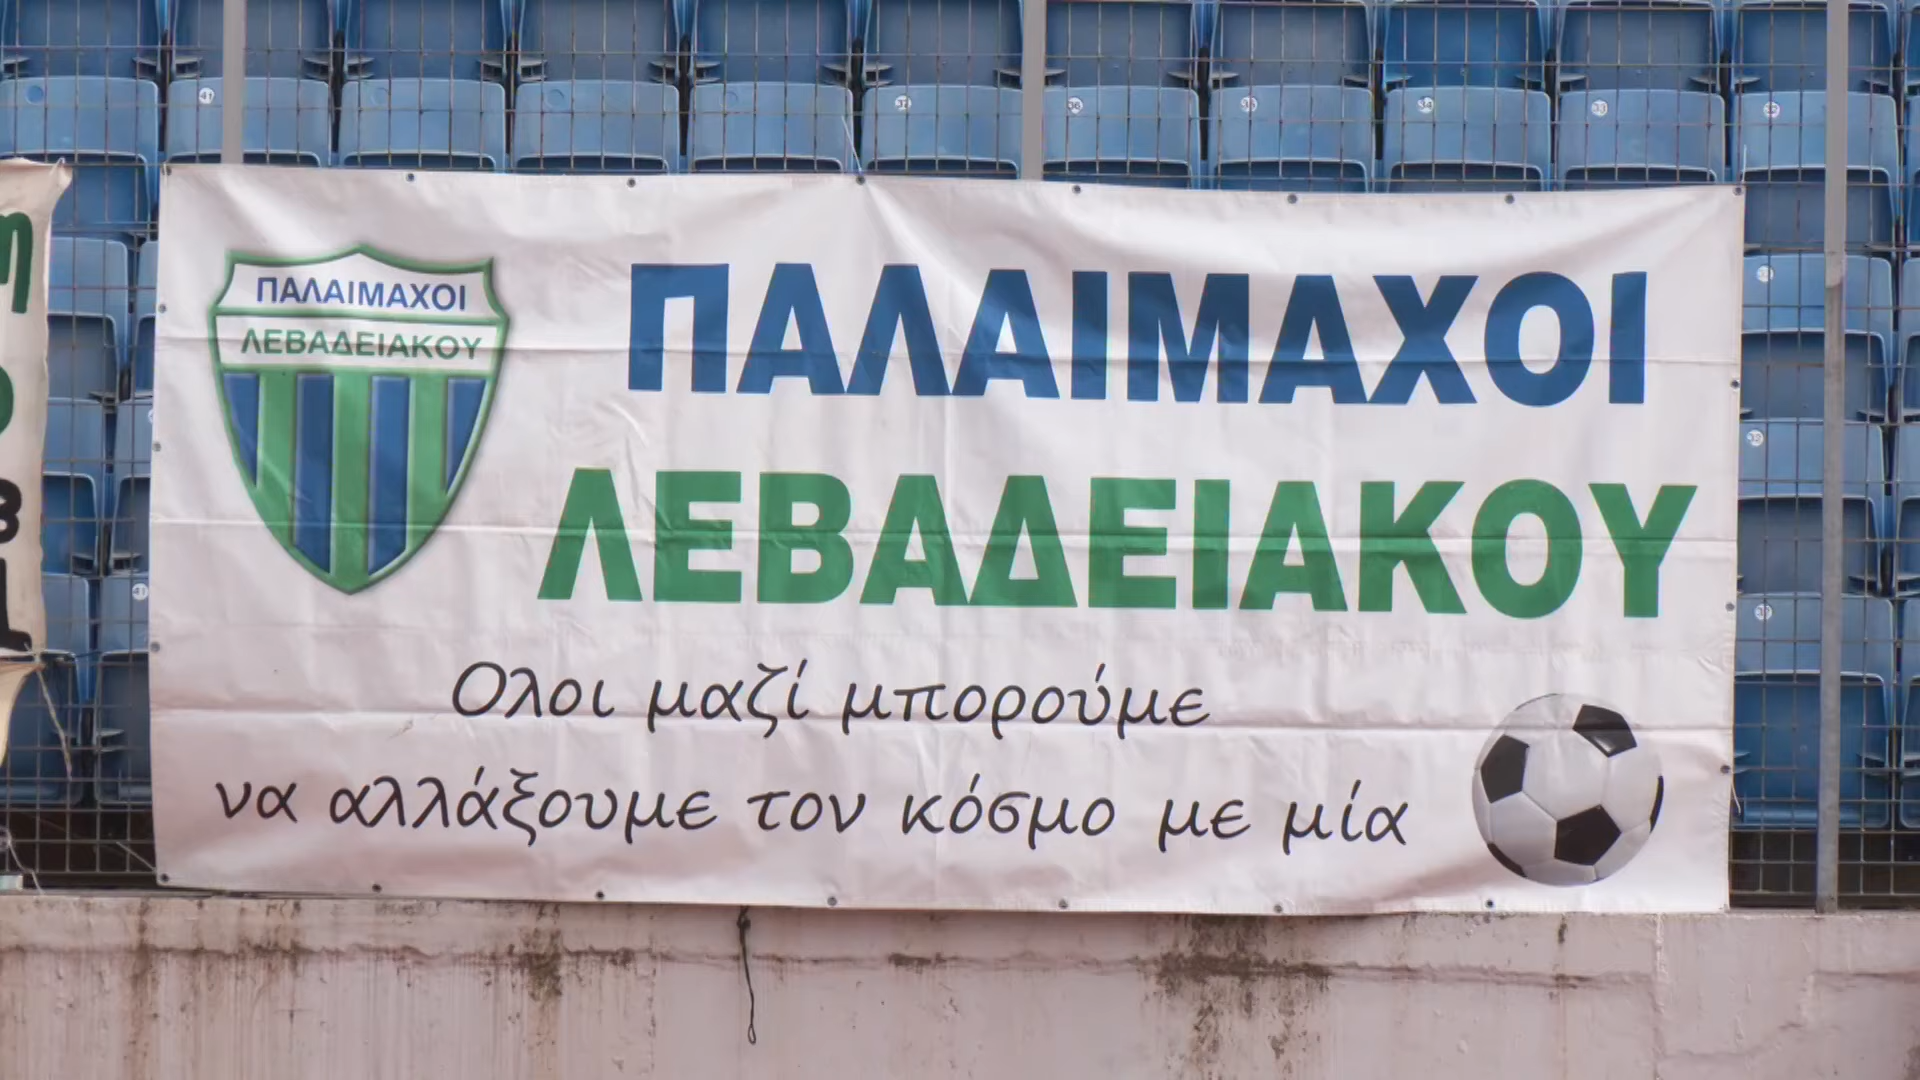 ΠΑΛΑΙΜΑΧΟΙ
ΛΕΒΑΔΕΙΑΚΟΥ
ΠΑΛΑΙΜΑΧΟΙ
ΛΕΒΑΔΕΙΑΚΟΥ
Ολοι μαζί μπορούμε
να αλλάξουμε τον κόσμο με μία